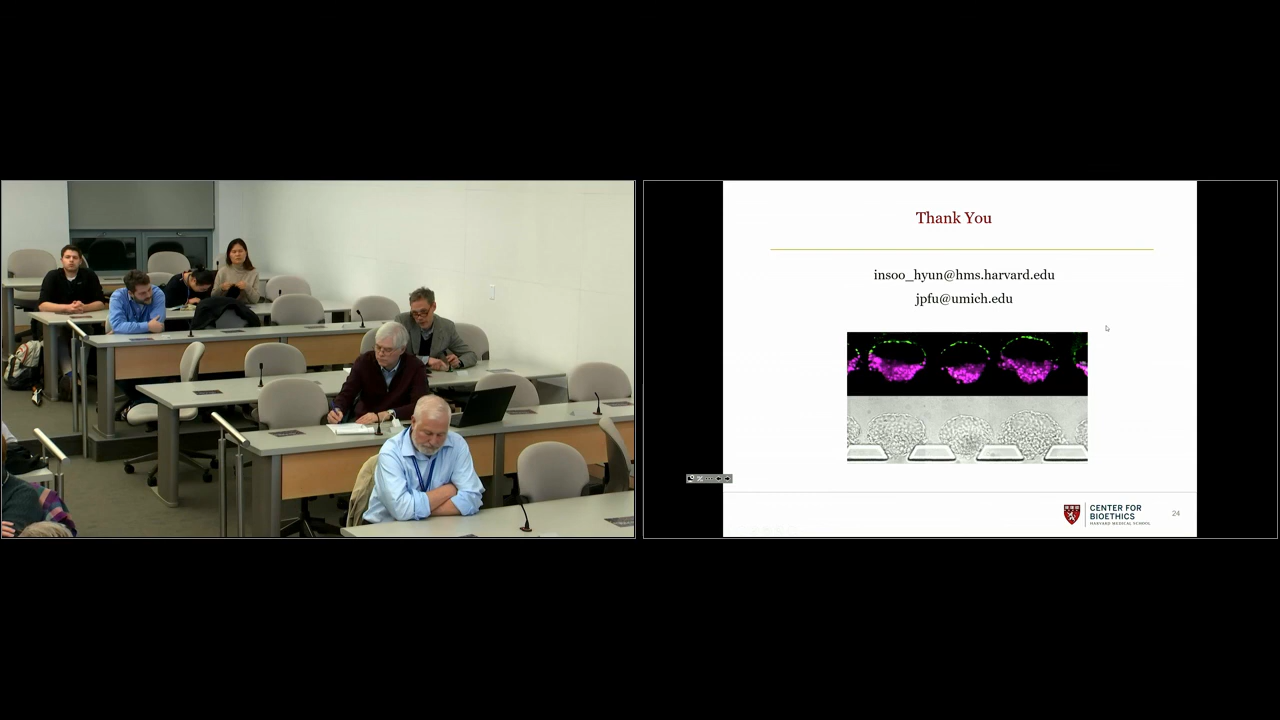 Thank You
insoo_hyun@hms.harvard.edu
jpfu@umich.edu
CENTER FOR
BIOETHICS
HARVARD MEDICAL SCHOOL
24